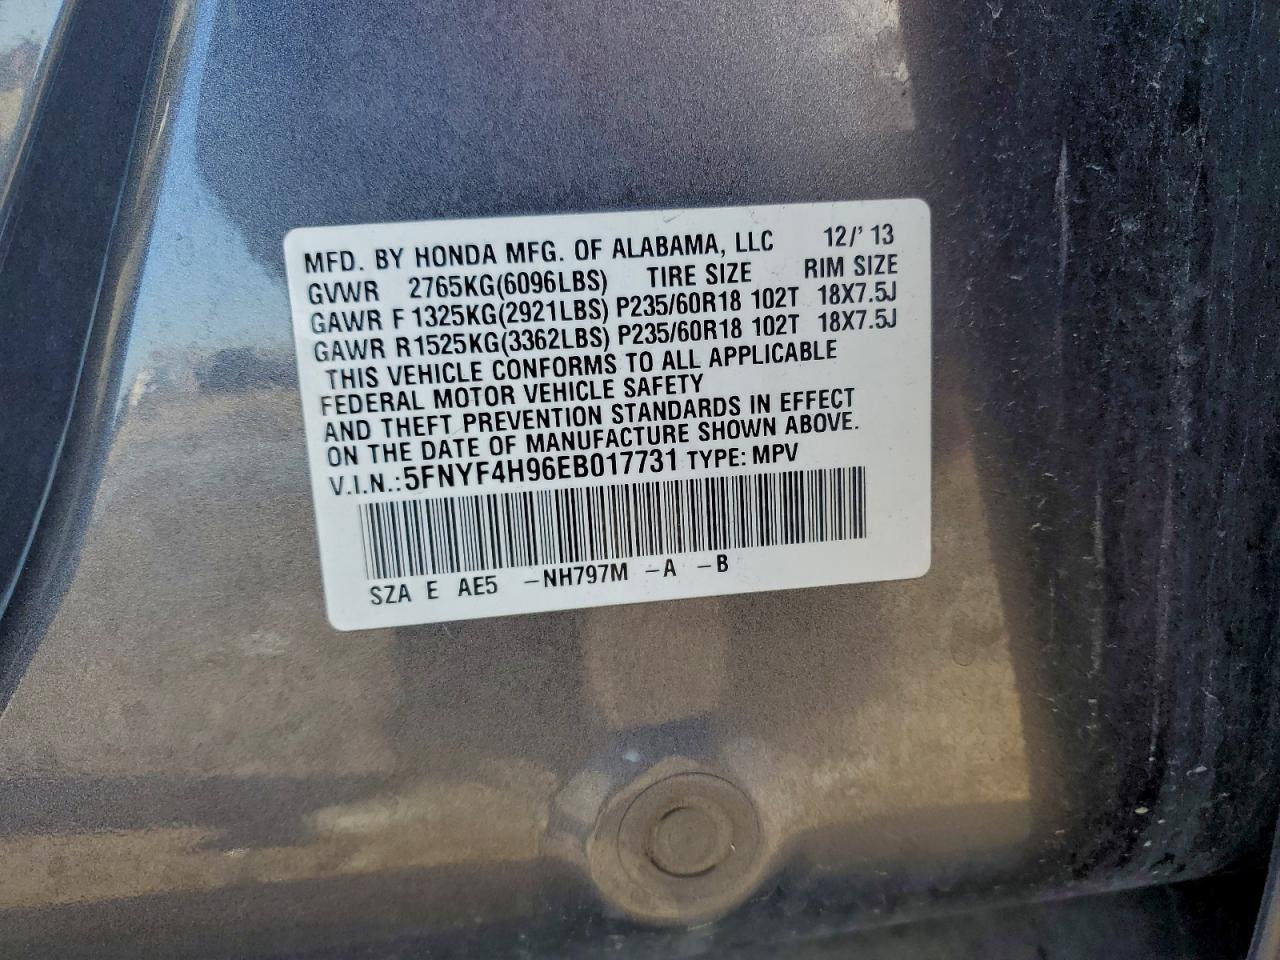 MFD. BY HONDA MFG. OF ALABAMA, LLC 12/' 13
GVWR 2765KG(6096LBS) TIRE SIZE RIM SIZE
GAWR F 1325KG(2921LBS) P235/60R18 102T 18X7.5J
GAWR R1525KG(3362LBS) P235/60R18 102T 18X7.5J
THIS VEHICLE CONFORMS TO ALL APPLICABLE
FEDERAL MOTOR VEHICLE SAFETY
AND THEFT PREVENTION STANDARDS IN EFFECT
ON THE DATE OF MANUFACTURE SHOWN ABOVE.
V.I.N.:5FNYF4H96EB017731 TYPE: MPV
SZA E AE5 -NH797M -A -B